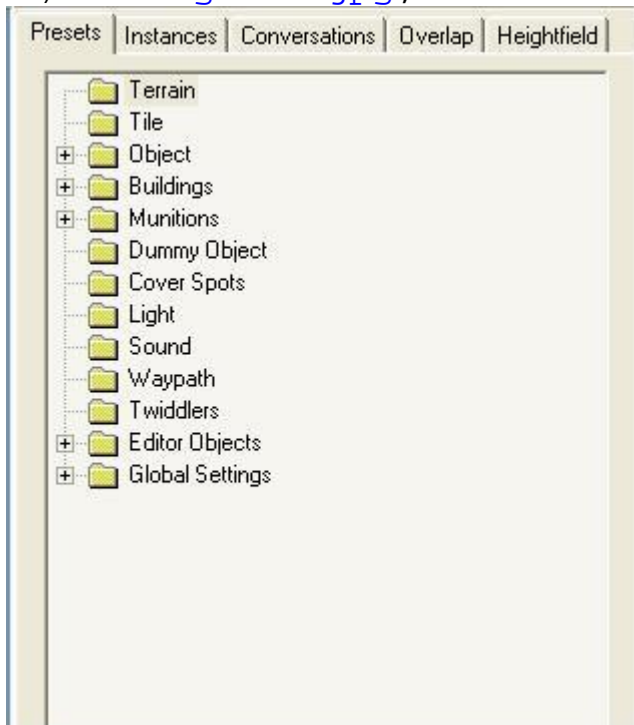 Presets Instances Conversations Overlap Heightfield
Terrain
Tile
Object
Buildings
Munitions
Dummy Object
Cover Spots
Light
Sound
Waypath
Twiddlers
Editor Objects
Global Settings